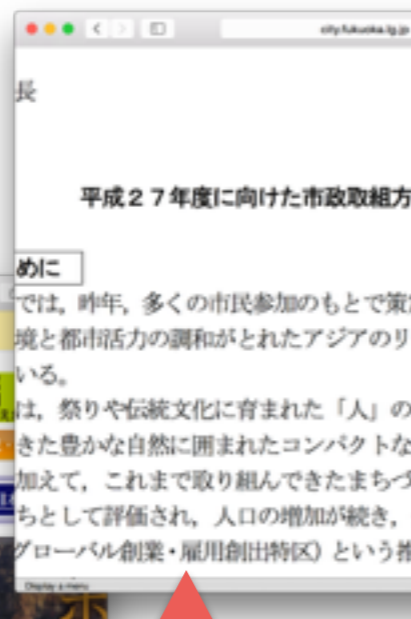 city.fukuoka.lg.jp
長
平成２７年度に向けた市政取組方
めに
では，昨年，多くの市民参加のもとで策
境と都市活力の調和がとれたアジアのリ
いる。
は，祭りや伝統文化に育まれた「人」の
きた豊かな自然に囲まれたコンパクトな
加えて，これまで取り組んできたまちづ
ちとして評価され，人口の増加が続き，
グローバル創業・雇用創出特区）という推
Display a menu